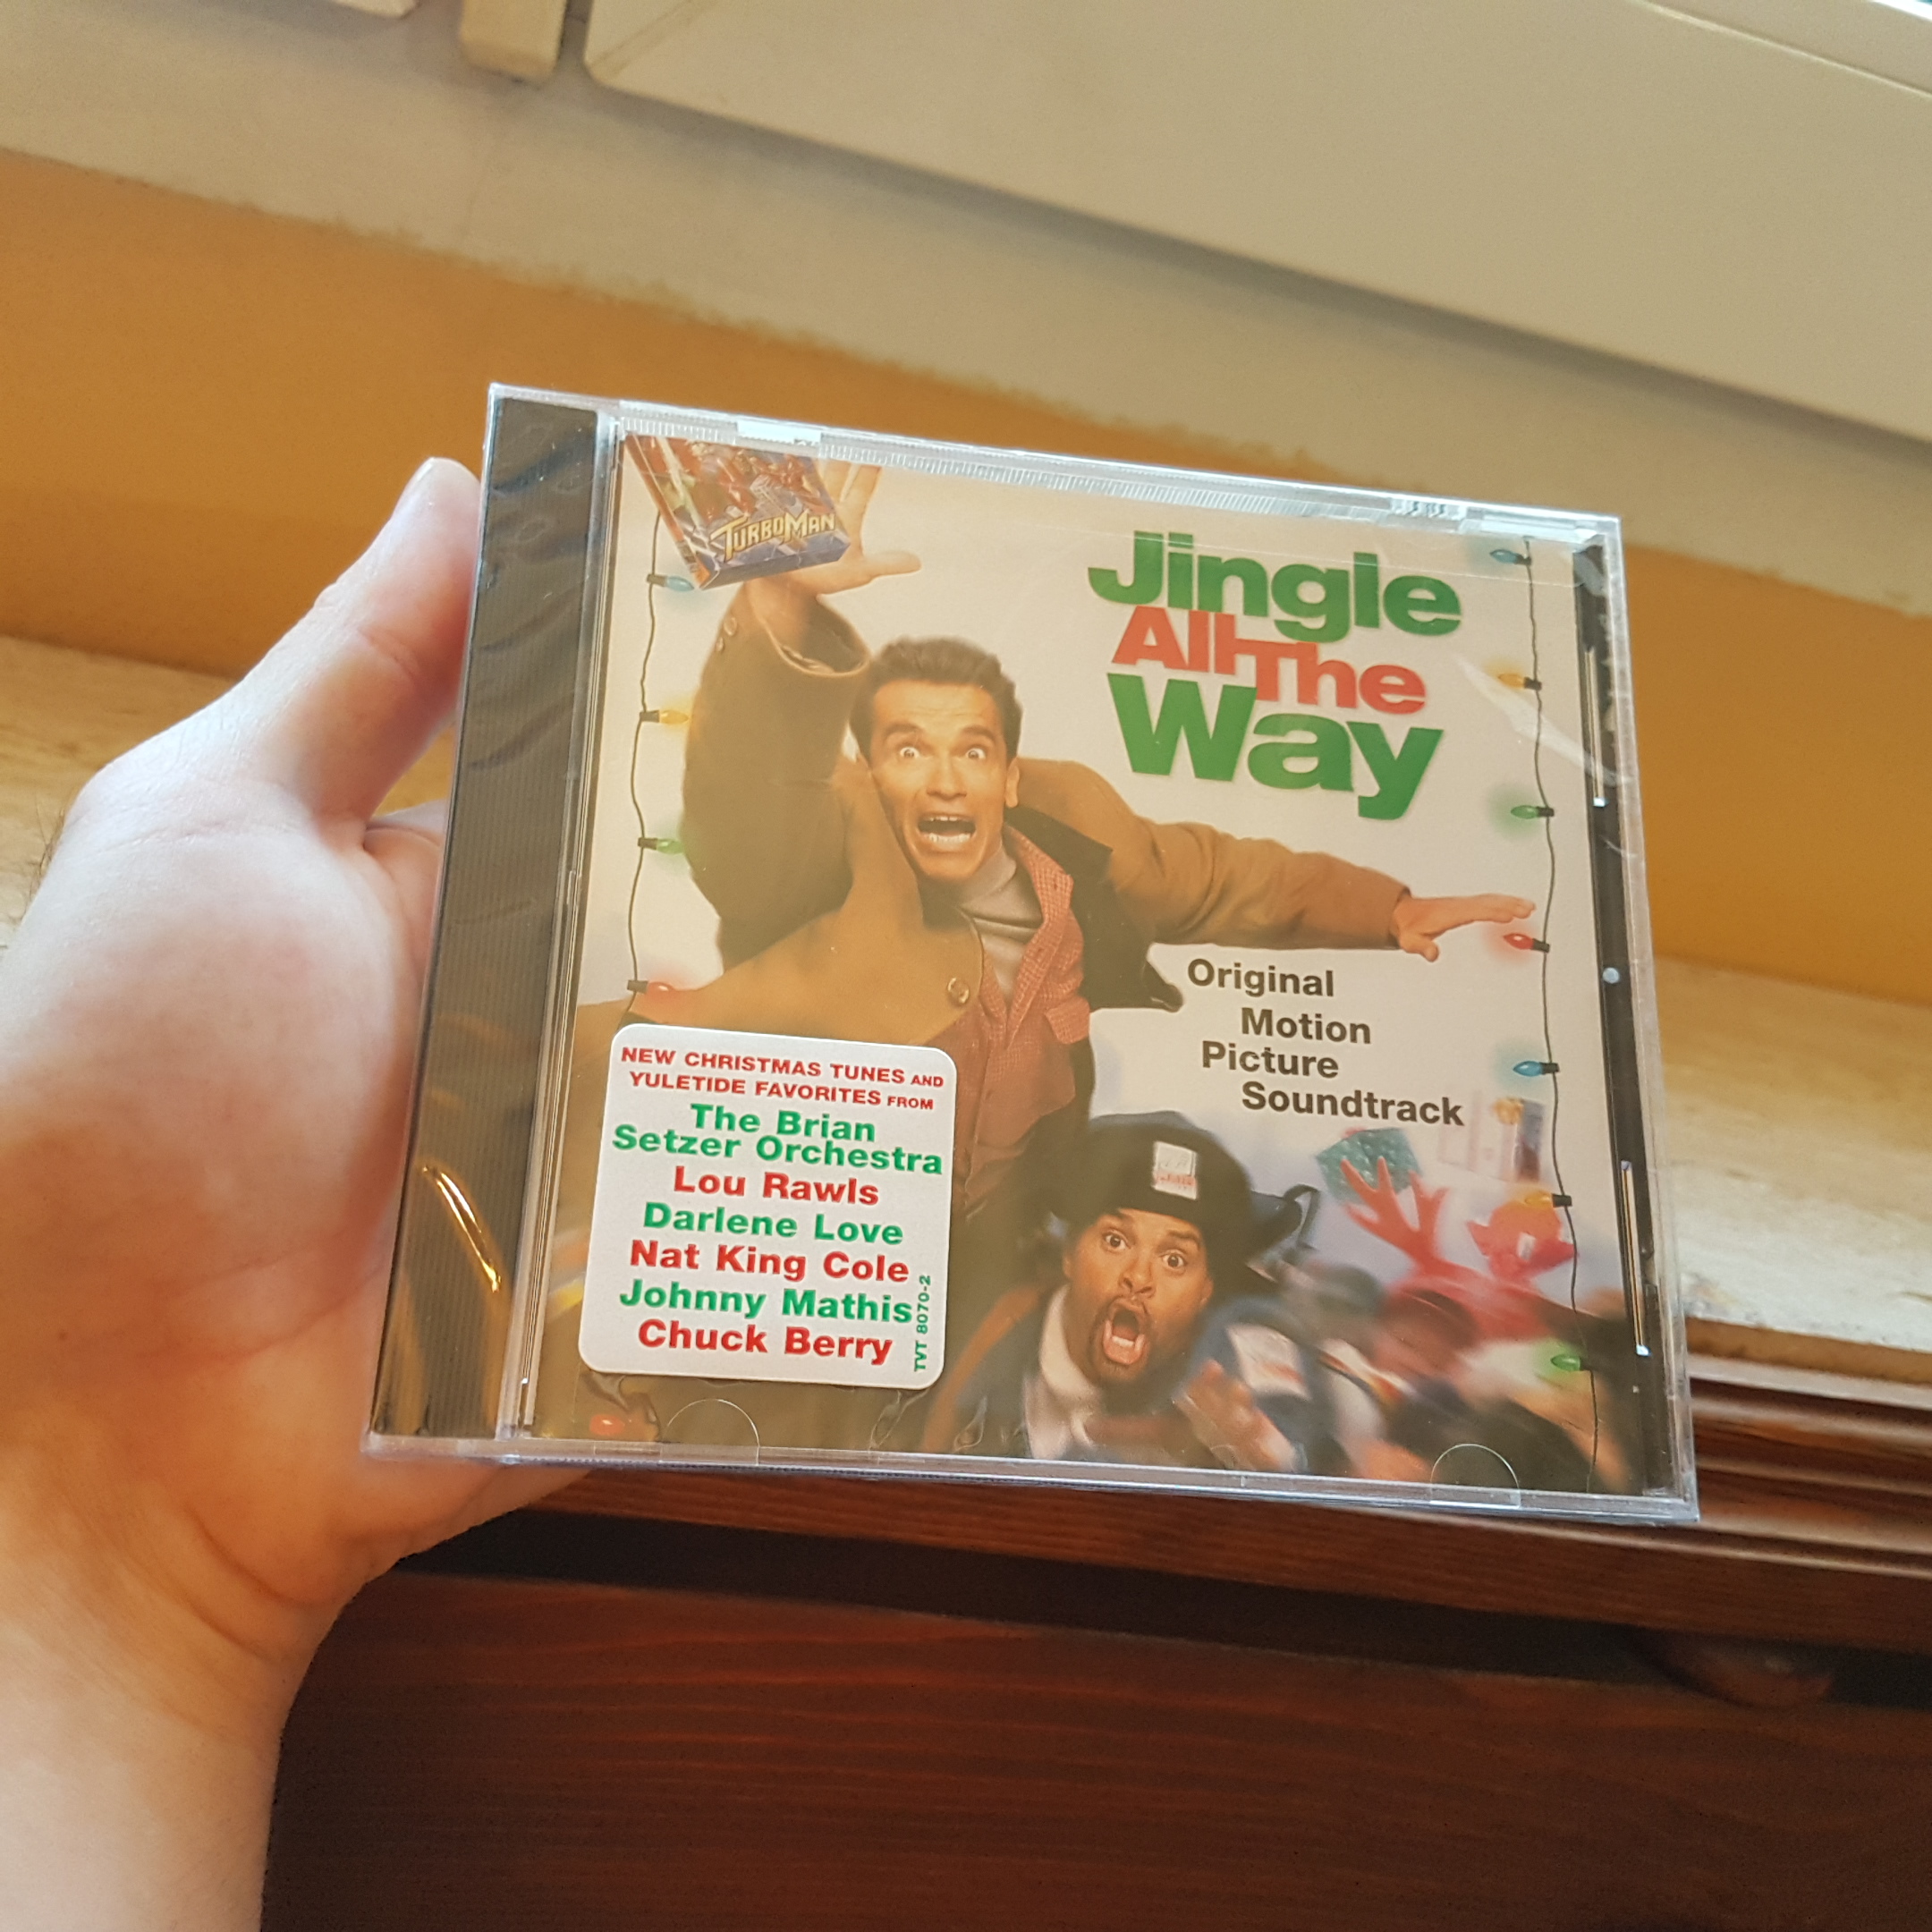 TURBOMAN
Jingle
All The
Way
Original
Motion
Picture
Soundtrack
NEW CHRISTMAS TUNES AND
YULETIDE FAVORITES FROM
The Brian
Setzer Orchestra
Lou Rawls
Darlene Love
Nat King Cole
Johnny Mathis
Chuck Berry
TVT 8070-2